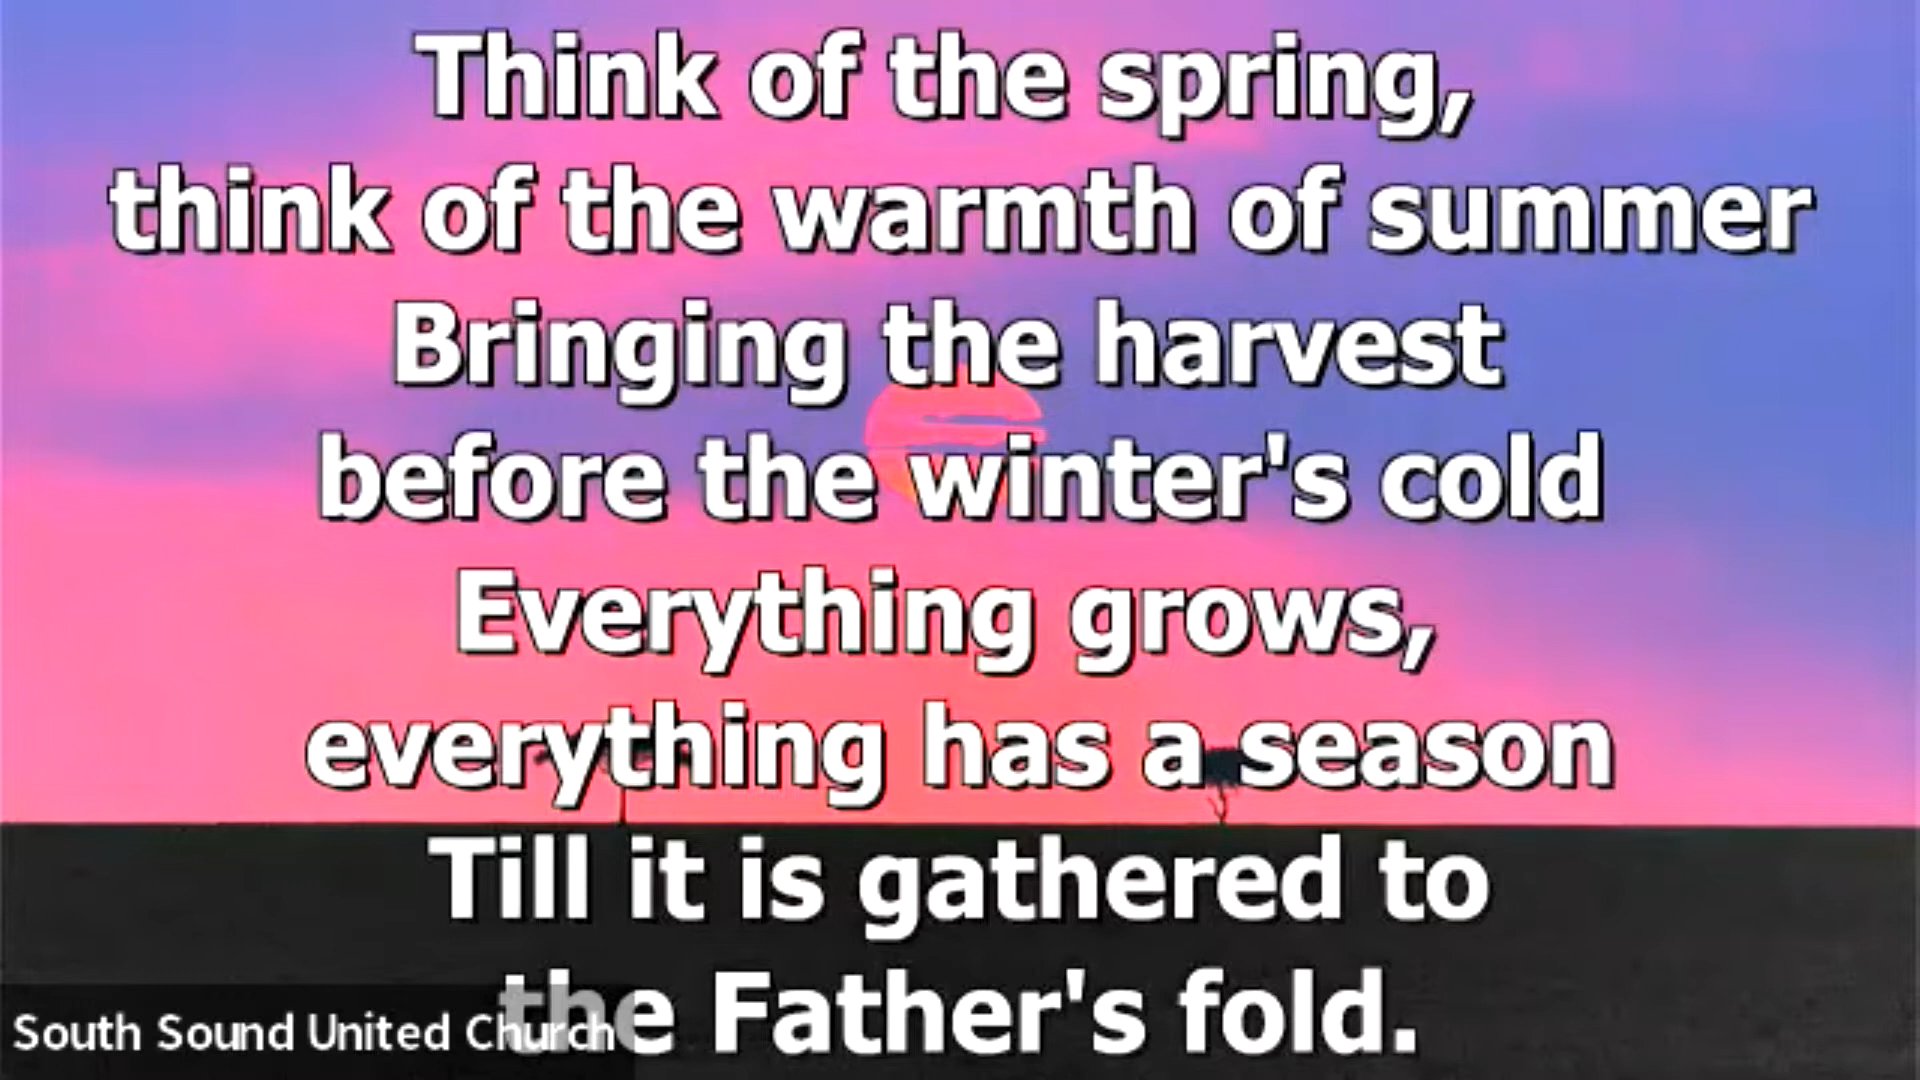 Think of the spring,
think of the warmth of summer
Bringing the harvest
before the winter's cold
Everything grows,
everything has a season
Till it is gathered to
the Father's fold.
South Sound United Church